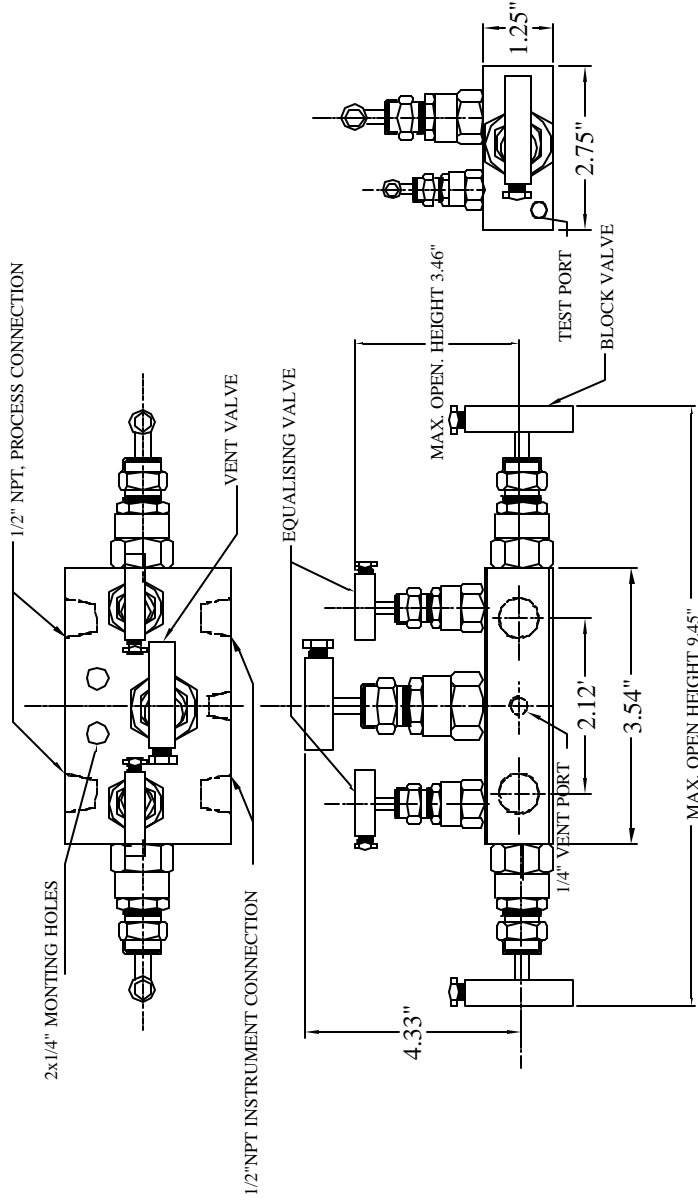 1/2" NPT, PROCESS CONNECTION
2x1/4" MONTING HOLES
VENT VALVE
1/2"NPT INSTRUMENT CONNECTION
EQUALISING VALVE
MAX. OPEN. HEIGHT 3.46"
4.33"
1/4" VENT PORT
2.12'
3.54"
MAX. OPEN HEIGHT 9.45"
BLOCK VALVE
TEST PORT
2.75"
1.25"